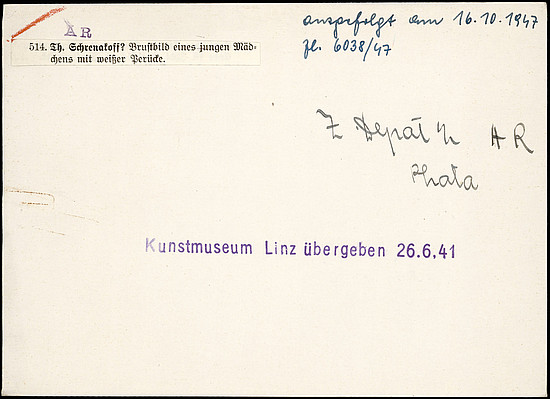 AR
514. Th. Schrenakoff? Brustbild eines jungen Mäd-
chens mit weißer Perücke.
ausgefolgt am 16.10.1947
Zl. 6038/47
Z Depat AR
Kunstmuseum Linz übergeben 26.6.41